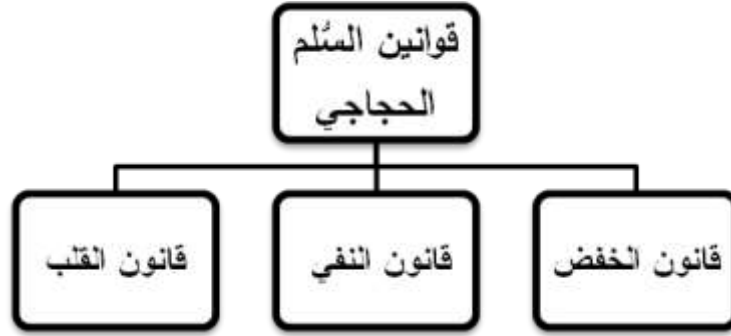 قوانين السُّلم
الحجاجي
قانون الخفض
قانون النفي
قانون القلب